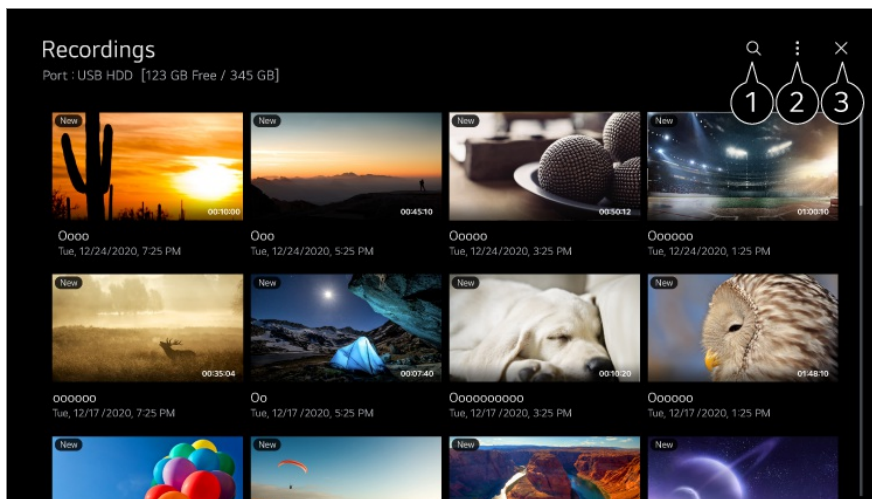 Recordings
Port : USB HDD [123 GB Free / 345 GB]
1 2 3
New New New New
00:10:00 00:45:10 00:50:12 01:00:10
Oooo Ooo Ooooo Oooooo
Tue, 12/24/2020, 7:25 PM Tue, 12/24/2020, 5:25 PM Tue, 12/24/2020, 3:25 PM Tue, 12/24/2020, 1:25 PM
New New New New
00:35:04 00:07:40 00:10:20 01:48:10
oooooo Oo Oooooooooo Oooooo
Tue, 12/17 /2020, 7:25 PM Tue, 12/17 /2020, 5:25 PM Tue, 12/17 /2020, 3:25 PM Tue, 12/17 /2020, 1:25 PM
New New New New